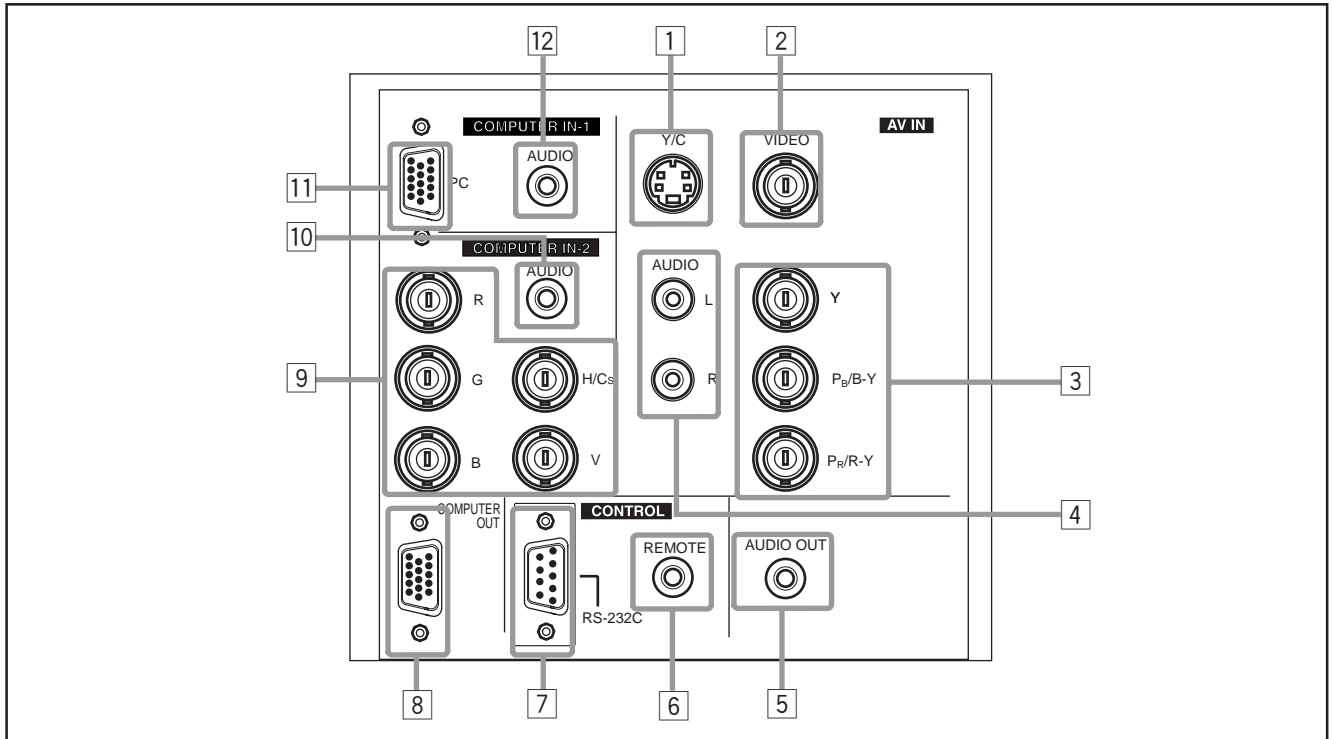 12
1
2
COMPUTER IN-1
AV IN
AUDIO
Y/C
VIDEO
11
PC
10
COMPUTER IN-2
AUDIO
AUDIO
R
L
Y
9
G
H/Cs
R
PB/B-Y
3
B
V
PR/R-Y
COMPUTER
OUT
CONTROL
4
REMOTE
AUDIO OUT
RS-232C
8
7
6
5